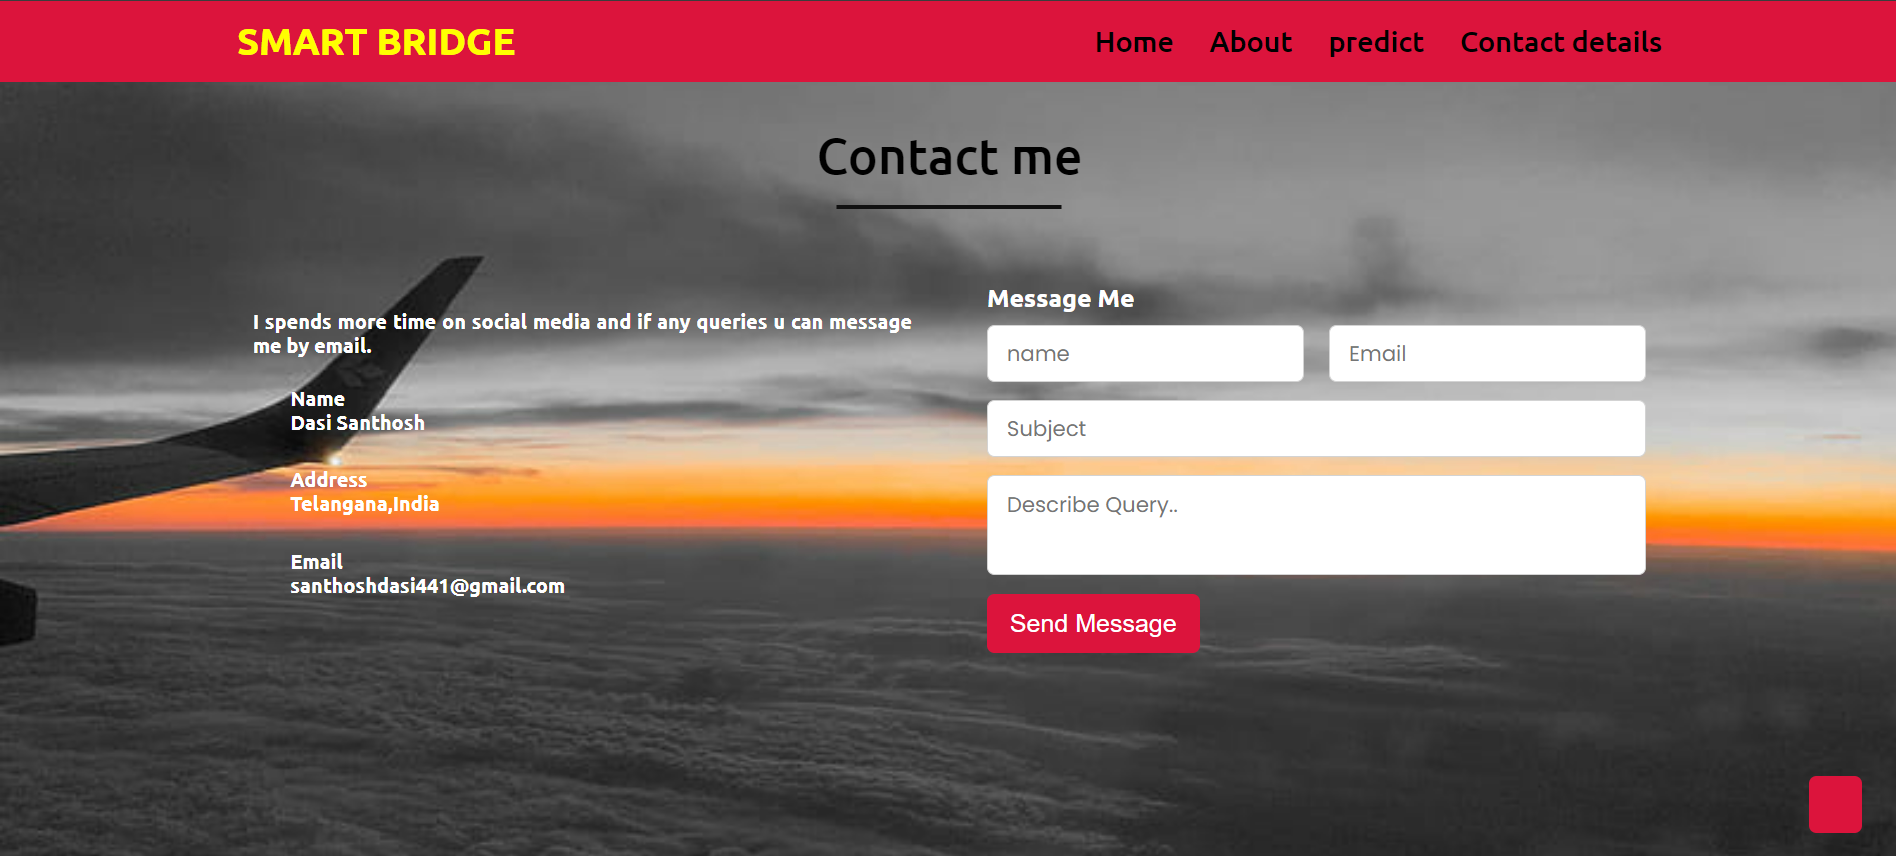 SMART BRIDGE
Home About predict Contact details
Contact me
I spends more time on social media and if any queries u can message
me by email.
Name
Dasi Santhosh
Address
Telangana,India
Email
santhoshdasi441@gmail.com
Message Me
name Email
Subject
Describe Query..
Send Message